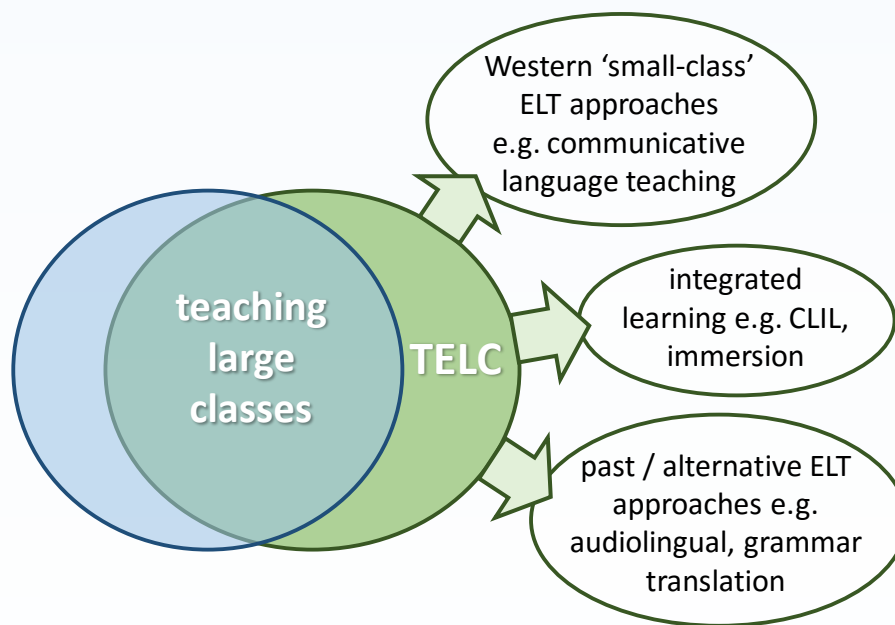 Western ‘small-class’
ELT approaches
e.g. communicative
language teaching
teaching
large
classes
TELC
integrated
learning e.g. CLIL,
immersion
past / alternative ELT
approaches e.g.
audiolingual, grammar
translation